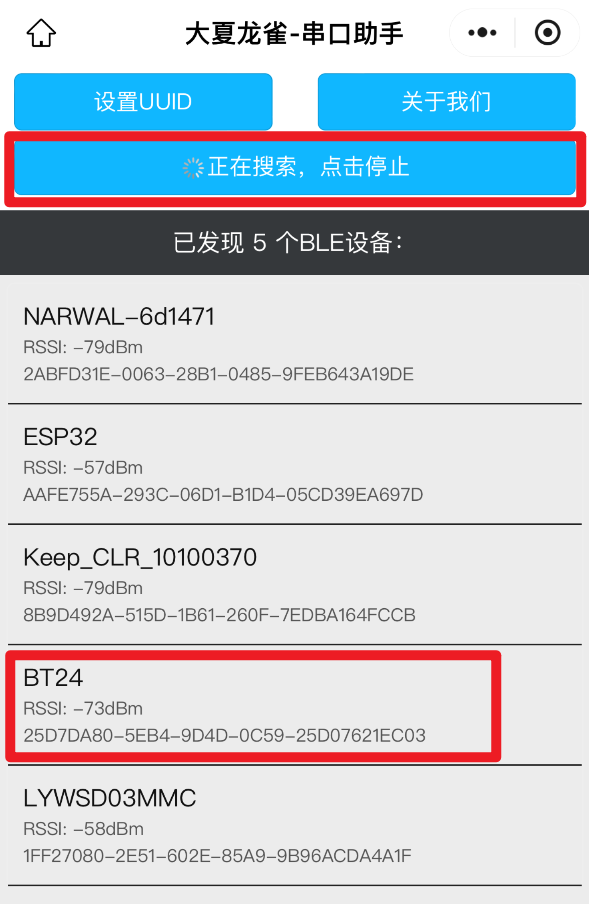 大夏龙雀-串口助手
设置UUID
关于我们
正在搜索，点击停止
已发现 5 个BLE设备：
NARWAL-6d1471
RSSI: -79dBm
2ABFD31E-0063-28B1-0485-9FEB643A19DE
ESP32
RSSI: -57dBm
AAFE755A-293C-06D1-B1D4-05CD39EA697D
Keep_CLR_10100370
RSSI: -79dBm
8B9D492A-515D-1B61-260F-7EDBA164FCCB
BT24
RSSI: -73dBm
25D7DA80-5EB4-9D4D-0C59-25D07621EC03
LYWSD03MMC
RSSI: -58dBm
1FF27080-2E51-602E-85A9-9B96ACDA4A1F